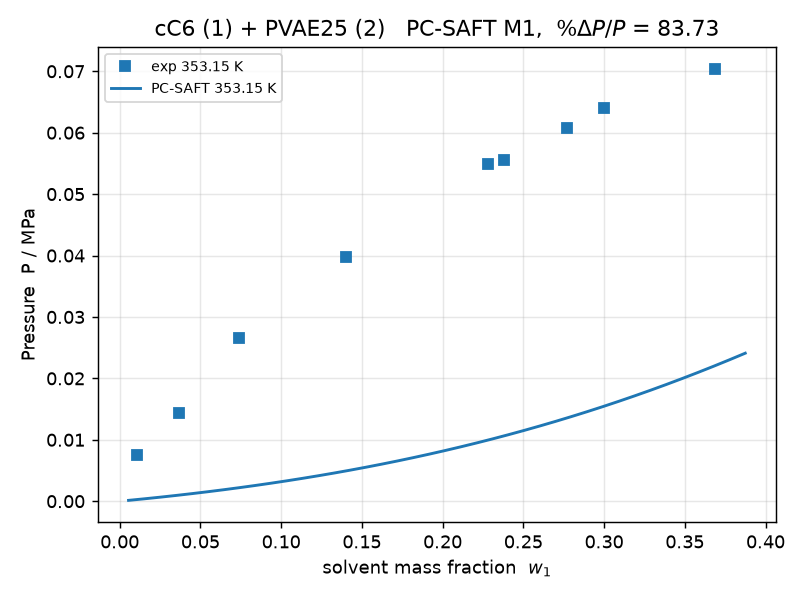 cC6 (1) + PVAE25 (2)   PC-SAFT M1,  %ΔP/P = 83.73
exp 353.15 K
PC-SAFT 353.15 K
Pressure  P / MPa
0.07
0.06
0.05
0.04
0.03
0.02
0.01
0.00
0.00 0.05 0.10 0.15 0.20 0.25 0.30 0.35 0.40
solvent mass fraction  w₁